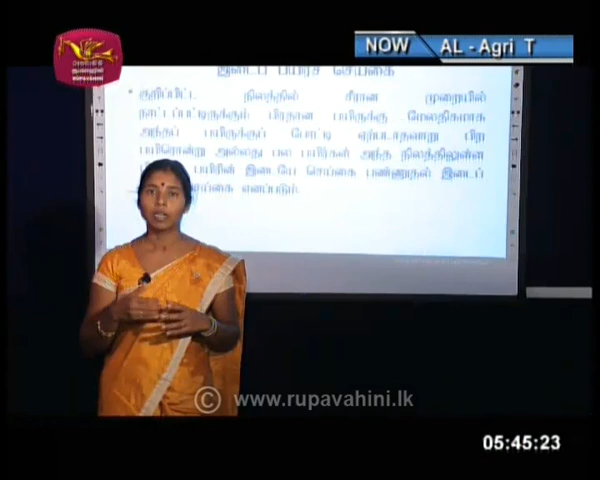 NOW AL - Agri T
இடைப் பயிர்ச் செய்கை
குறிப்பிட்ட நிலத்தில் சீரான முறையில்
நாட்டப்பட்டிருக்கும் பிரதான பயிருக்கு மேலதிகமாக
அந்தப் பயிருக்குப் போட்டி ஏற்படாதவாறு பிற
பயிரொன்று அல்லது பல பயிர்கள் அந்த நிலத்திலுள்ள
பயிரின் இடையே செய்கை பண்ணுதல் இடைப்
எனப்படும்.
© www.rupavahini.lk
05:45:23